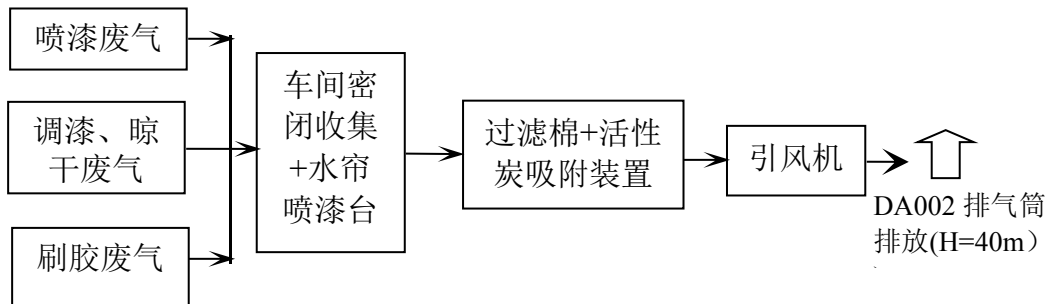 喷漆废气
调漆、晾
干废气
刷胶废气
车间密
闭收集
+水帘
喷漆台
过滤棉+活性
炭吸附装置
引风机
DA002 排气筒
排放(H=40m）